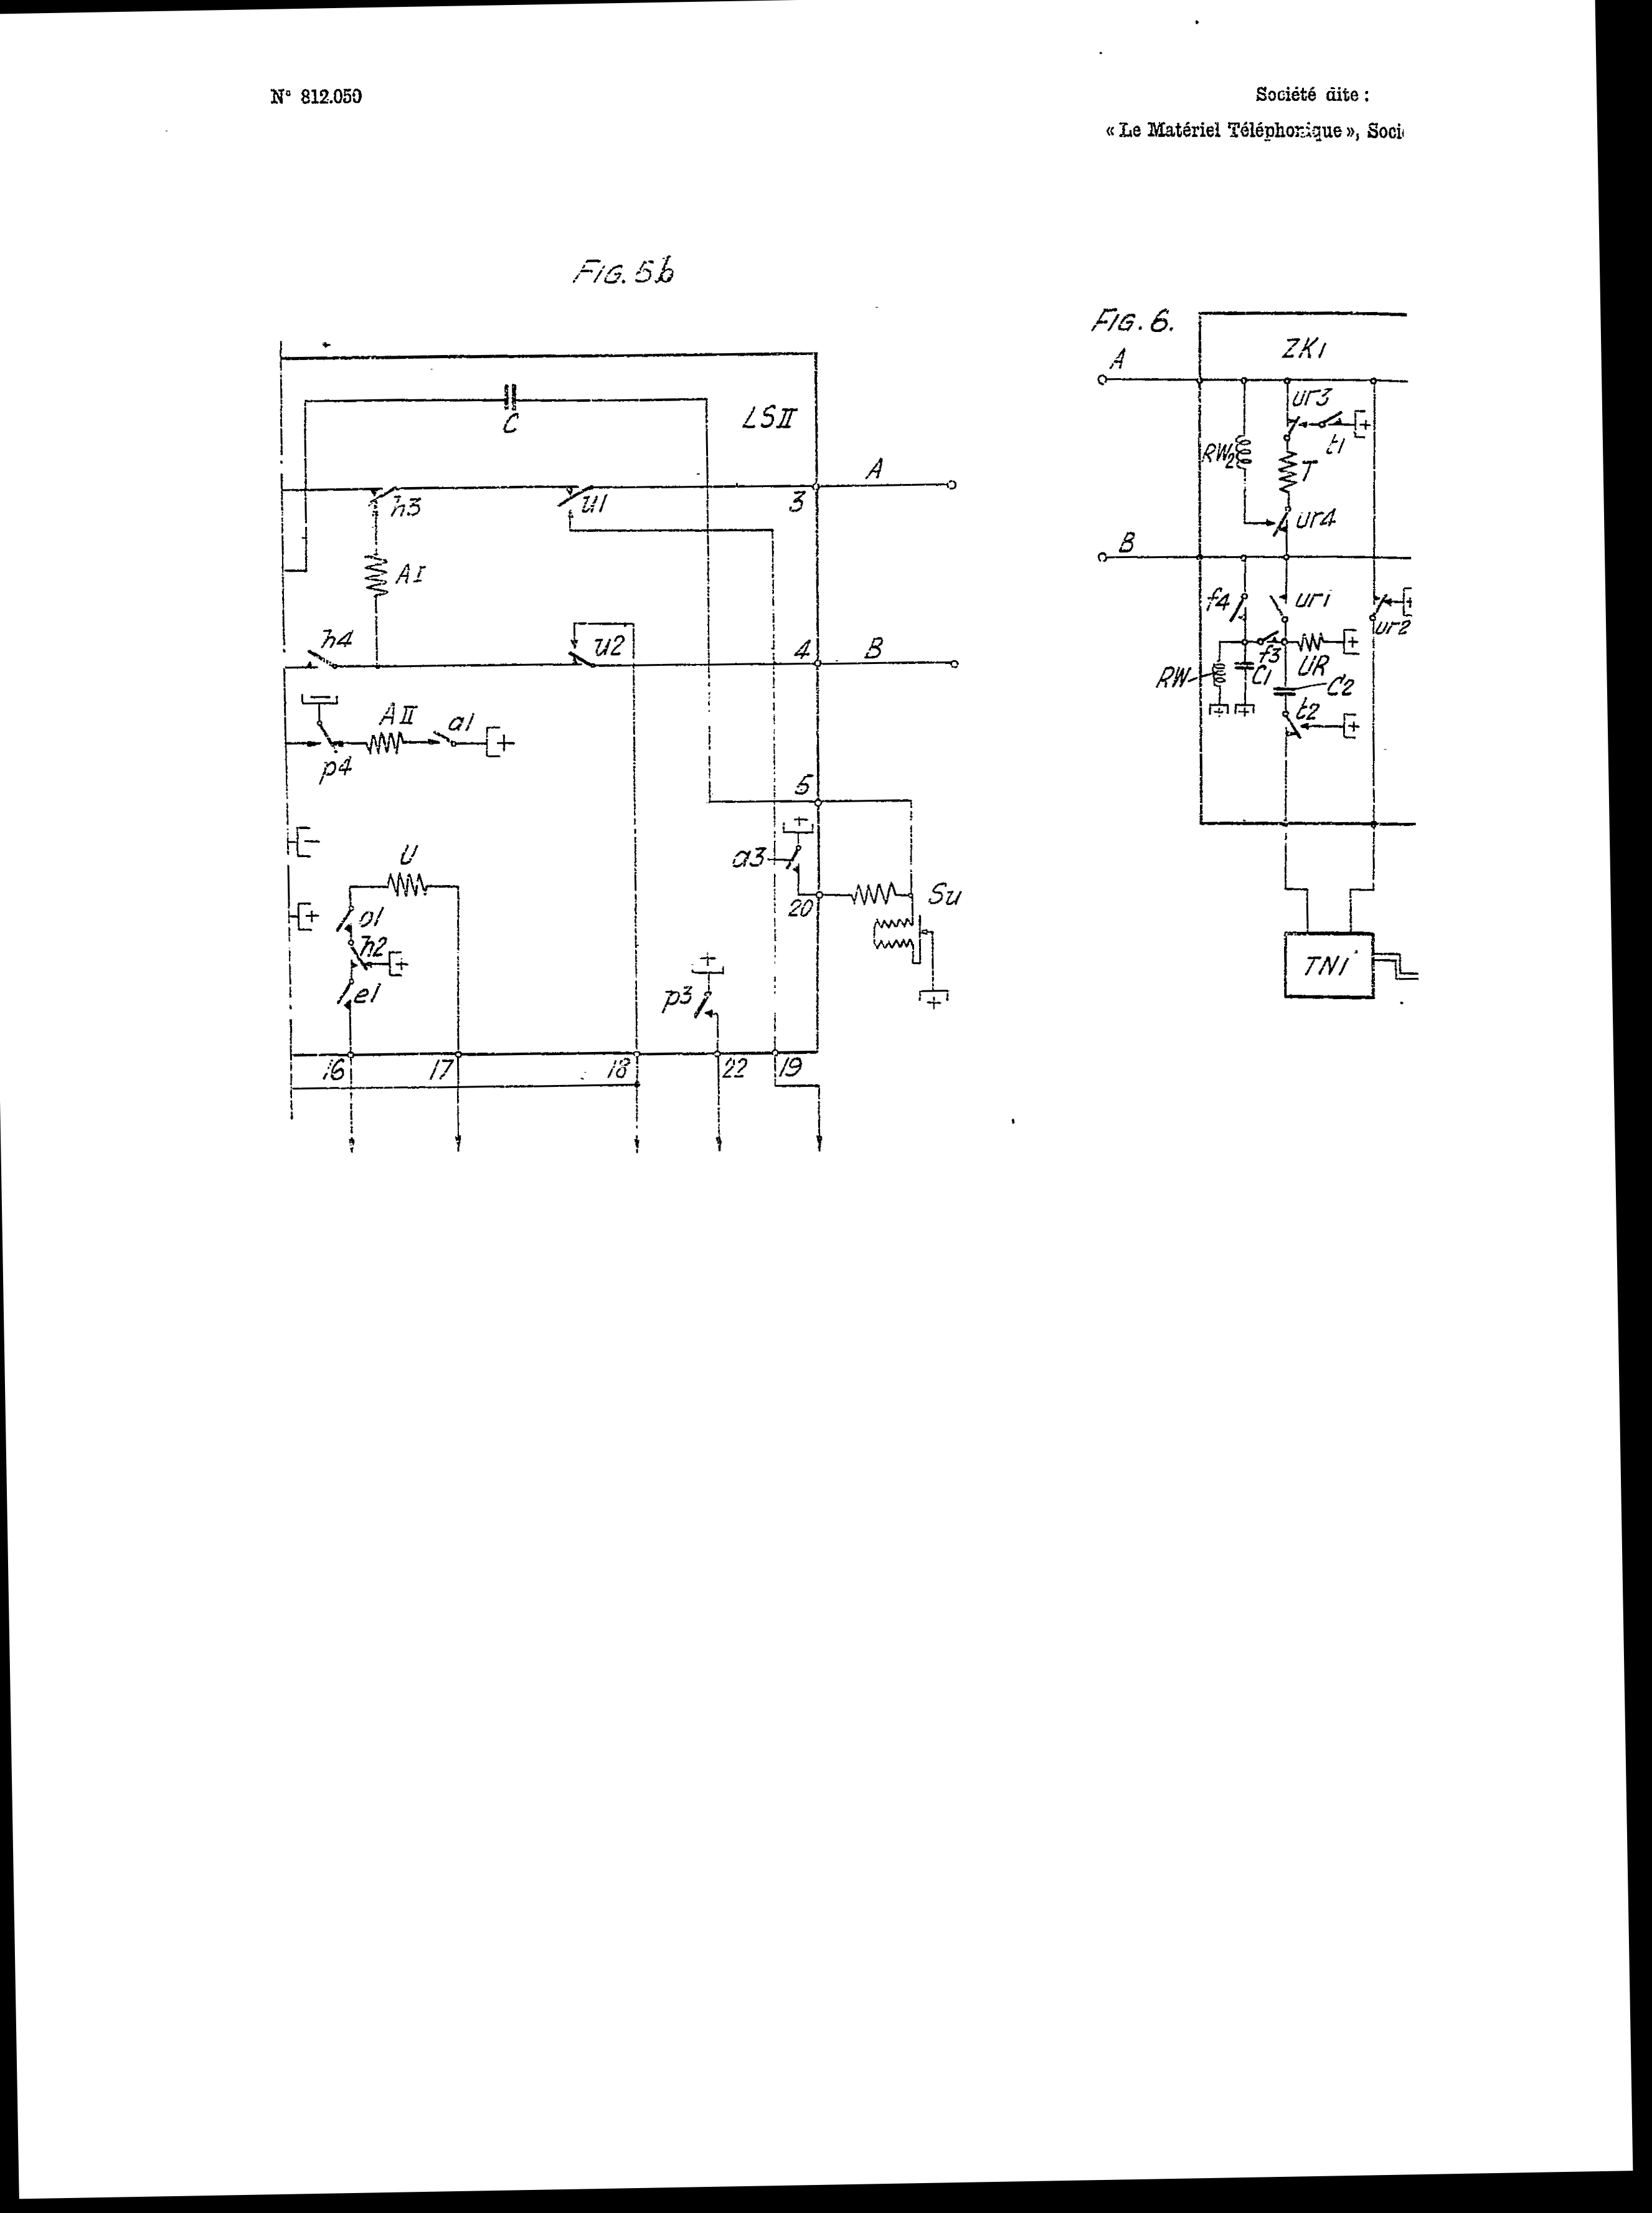 N° 812.050
Société dite :
« Le Matériel Téléphonique », Soci
FIG. 5b
C
LSII
A
h3
u1
3
AI
h4
u2
4
B
AII
a1
p4
5
+
a3
U
20
Su
o1
h2
e1
p3
16
17
18
22
19
FIG. 6.
ZK1
A
ur3
t1
RW2
T
ur4
B
f4
ur1
ur2
f3
UR
RW
C1
C2
t2
TN1